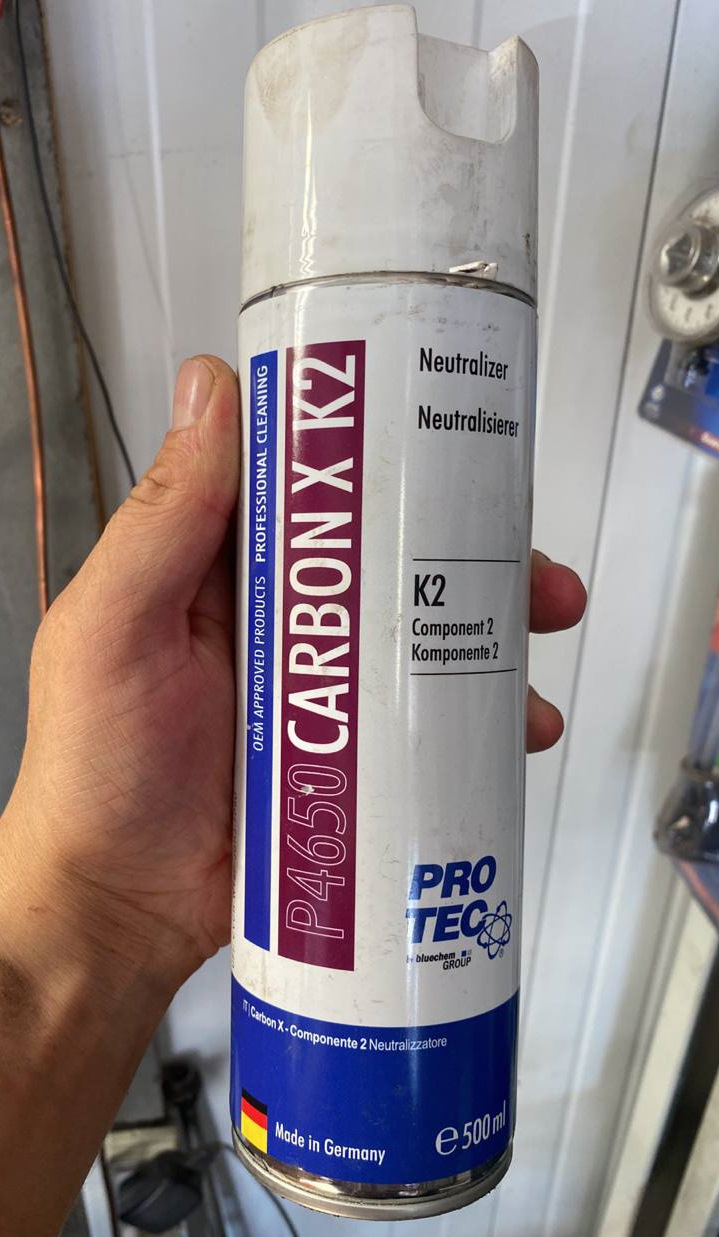 Neutralizer
Neutralisierer
OEM APPROVED PRODUCTS PROFESSIONAL CLEANING
P4650 CARBON X K2
K2
Component 2
Komponente 2
PRO
TEC
®
by bluechem
GROUP
IT | Carbon X - Componente 2 Neutralizzatore
Made in Germany
e 500 ml